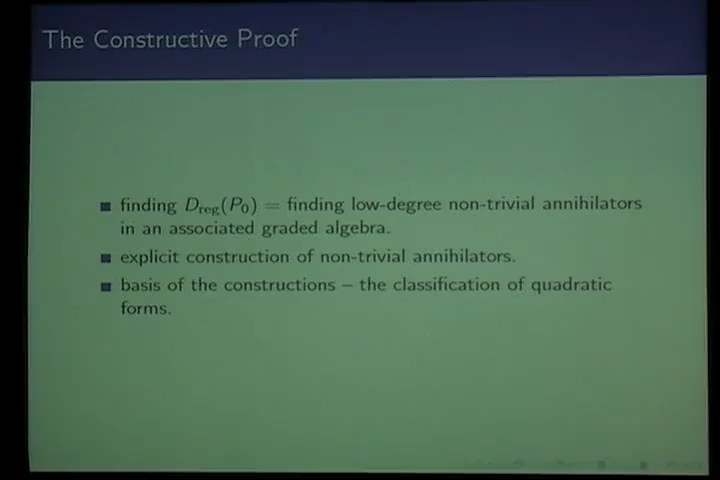 The Constructive Proof
finding D_reg(P_0) = finding low-degree non-trivial annihilators
in an associated graded algebra.
explicit construction of non-trivial annihilators.
basis of the constructions – the classification of quadratic
forms.